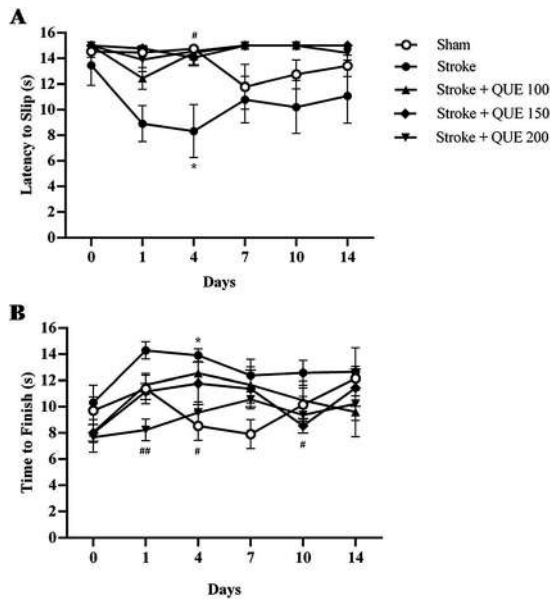 A
16
14
12
10
8
6
4
2
0
Latency to Slip (s)
#
*
0 1 4 7 10 14
Days
Sham
Stroke
Stroke + QUE 100
Stroke + QUE 150
Stroke + QUE 200
B
16
14
12
10
8
6
4
2
0
Time to Finish (s)
*
## # #
0 1 4 7 10 14
Days